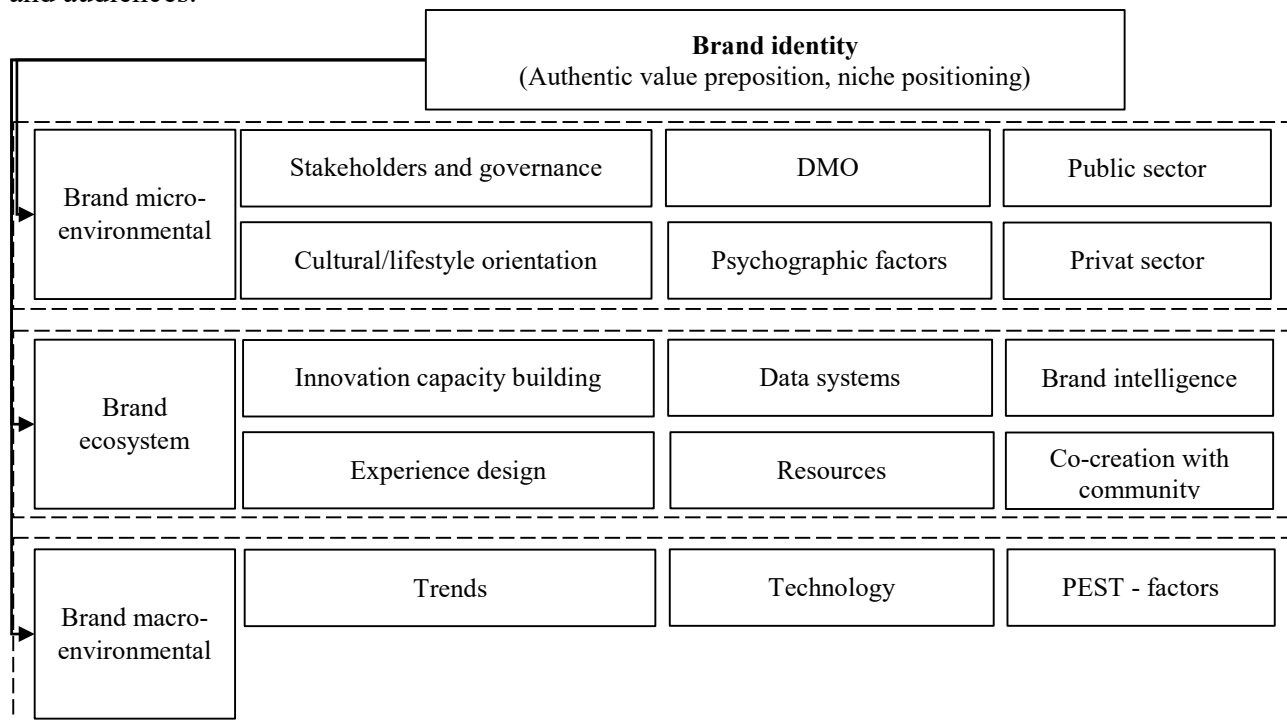 and audiences.
Brand identity
(Authentic value preposition, niche positioning)
Brand micro-
environmental
Stakeholders and governance
DMO
Public sector
Cultural/lifestyle orientation
Psychographic factors
Privat sector
Brand
ecosystem
Innovation capacity building
Data systems
Brand intelligence
Experience design
Resources
Co-creation with
community
Brand macro-
environmental
Trends
Technology
PEST - factors